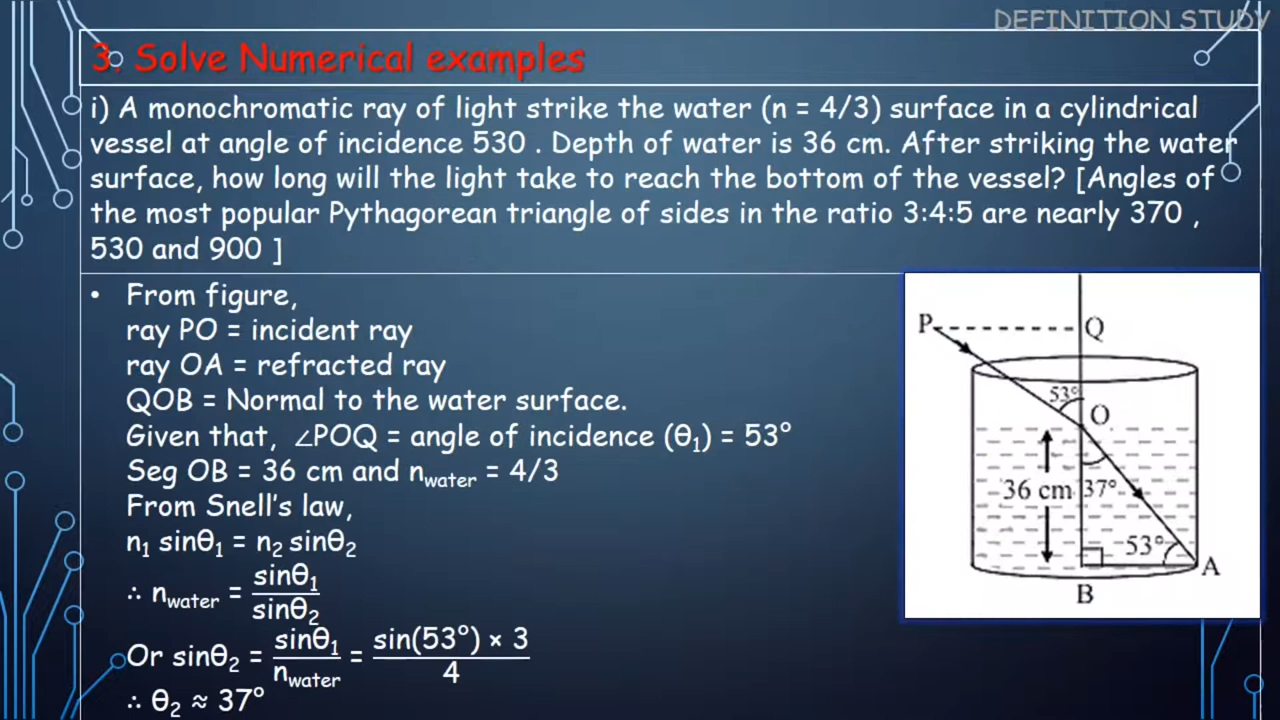 DEFINITION STUDY
3. Solve Numerical examples
i) A monochromatic ray of light strike the water (n = 4/3) surface in a cylindrical
vessel at angle of incidence 530 . Depth of water is 36 cm. After striking the water
surface, how long will the light take to reach the bottom of the vessel? [Angles of
the most popular Pythagorean triangle of sides in the ratio 3:4:5 are nearly 370 ,
530 and 900 ]
• From figure,
ray PO = incident ray
ray OA = refracted ray
QOB = Normal to the water surface.
Given that, ∠POQ = angle of incidence (θ₁) = 53°
Seg OB = 36 cm and n_water = 4/3
From Snell's law,
n₁ sinθ₁ = n₂ sinθ₂
∴ n_water = sinθ₁/sinθ₂
Or sinθ₂ = sinθ₁/n_water = sin(53°) × 3/4
∴ θ₂ ≈ 37°
P
Q
53°
O
36 cm
37°
53°
A
B